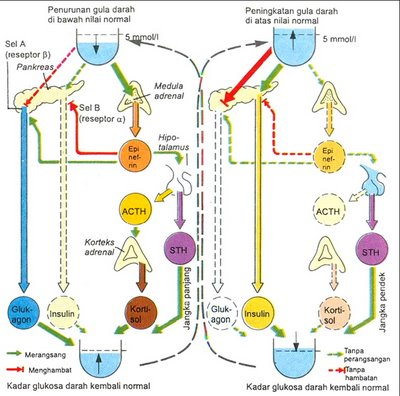 Penurunan gula darah
di bawah nilai normal
5 mmol/l
Sel A
(reseptor β)
Pankreas
Sel B
(reseptor α)
Medula
adrenal
Epi
nef-
rin
Hipo-
talamus
ACTH
Korteks
adrenal
STH
Jangka panjang
Gluk-
agon
Insulin
Korti-
sol
Merangsang
Menghambat
Kadar glukosa darah kembali normal
Peningkatan gula darah
di atas nilai normal
5 mmol/l
Epi
nef-
rin
ACTH
STH
Jangka pendek
Gluk-
agon
Insulin
Korti-
sol
Tanpa
perangsangan
Tanpa
hambatan
Kadar glukosa darah kembali normal